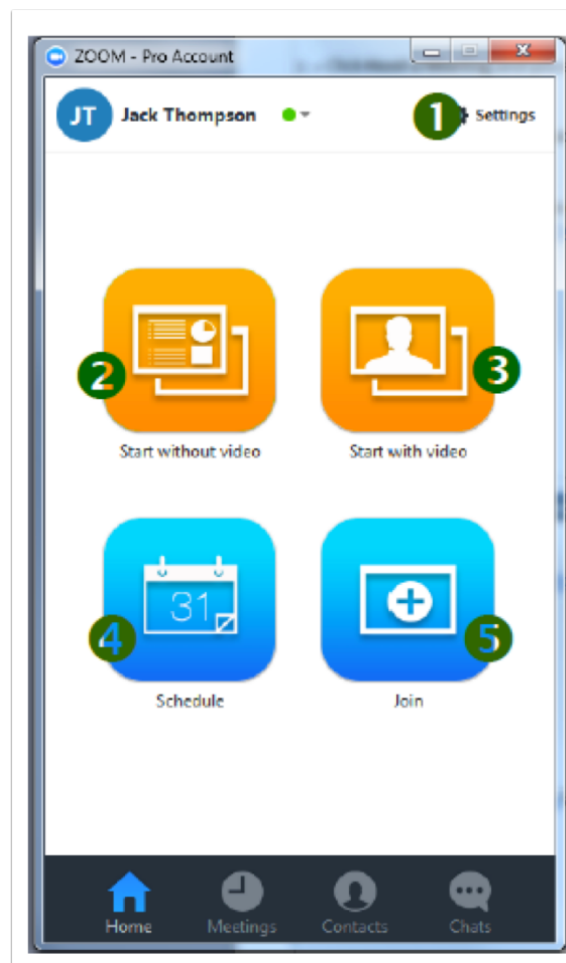 ZOOM - Pro Account
JT Jack Thompson 1 Settings
2 3
Start without video Start with video
31
4 5
Schedule Join
Home Meetings Contacts Chats